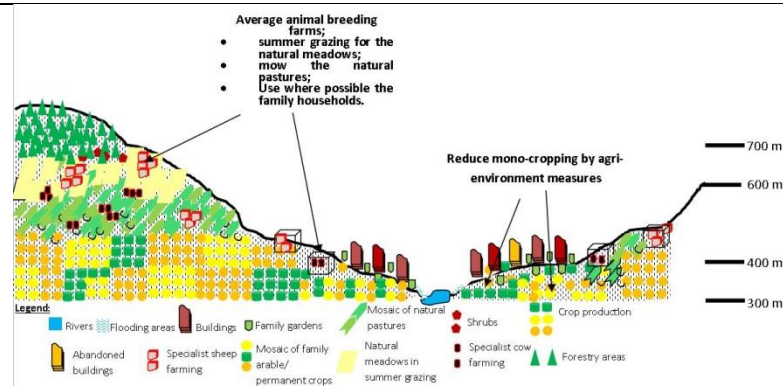 Average animal breeding
farms;
• summer grazing for the
natural meadows;
• mow the natural
pastures;
• Use where possible the
family households.
Reduce mono-cropping by agri-
environment measures
700 m
600 m
400 m
300 m
Legend:
Rivers
Flooding areas
Buildings
Family gardens
Mosaic of natural
pastures
Shrubs
Crop production
Abandoned
buildings
Specialist sheep
farming
Mosaic of family
arable/
permanent crops
Natural
meadows in
summer grazing
Specialist cow
farming
Forestry areas